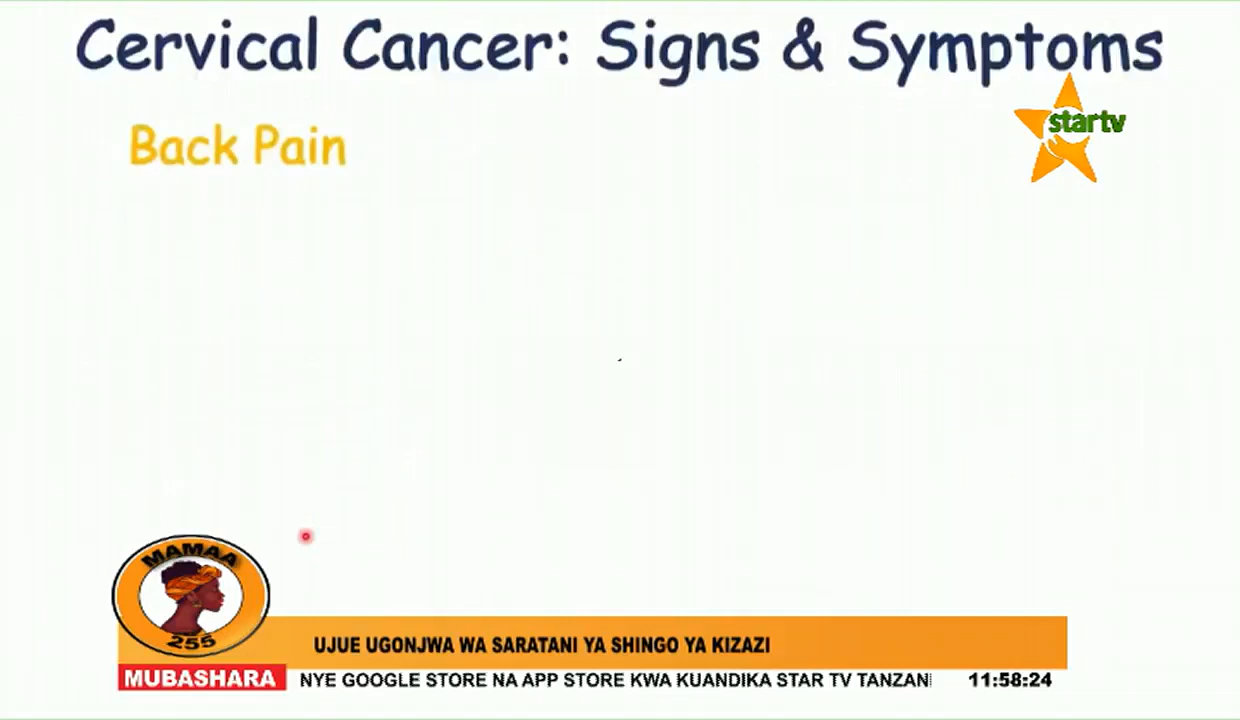 Cervical Cancer: Signs & Symptoms
startv
Back Pain
MAMAA
255
UJUE UGONJWA WA SARATANI YA SHINGO YA KIZAZI
MUBASHARA
NYE GOOGLE STORE NA APP STORE KWA KUANDIKA STAR TV TANZAN
11:58:24